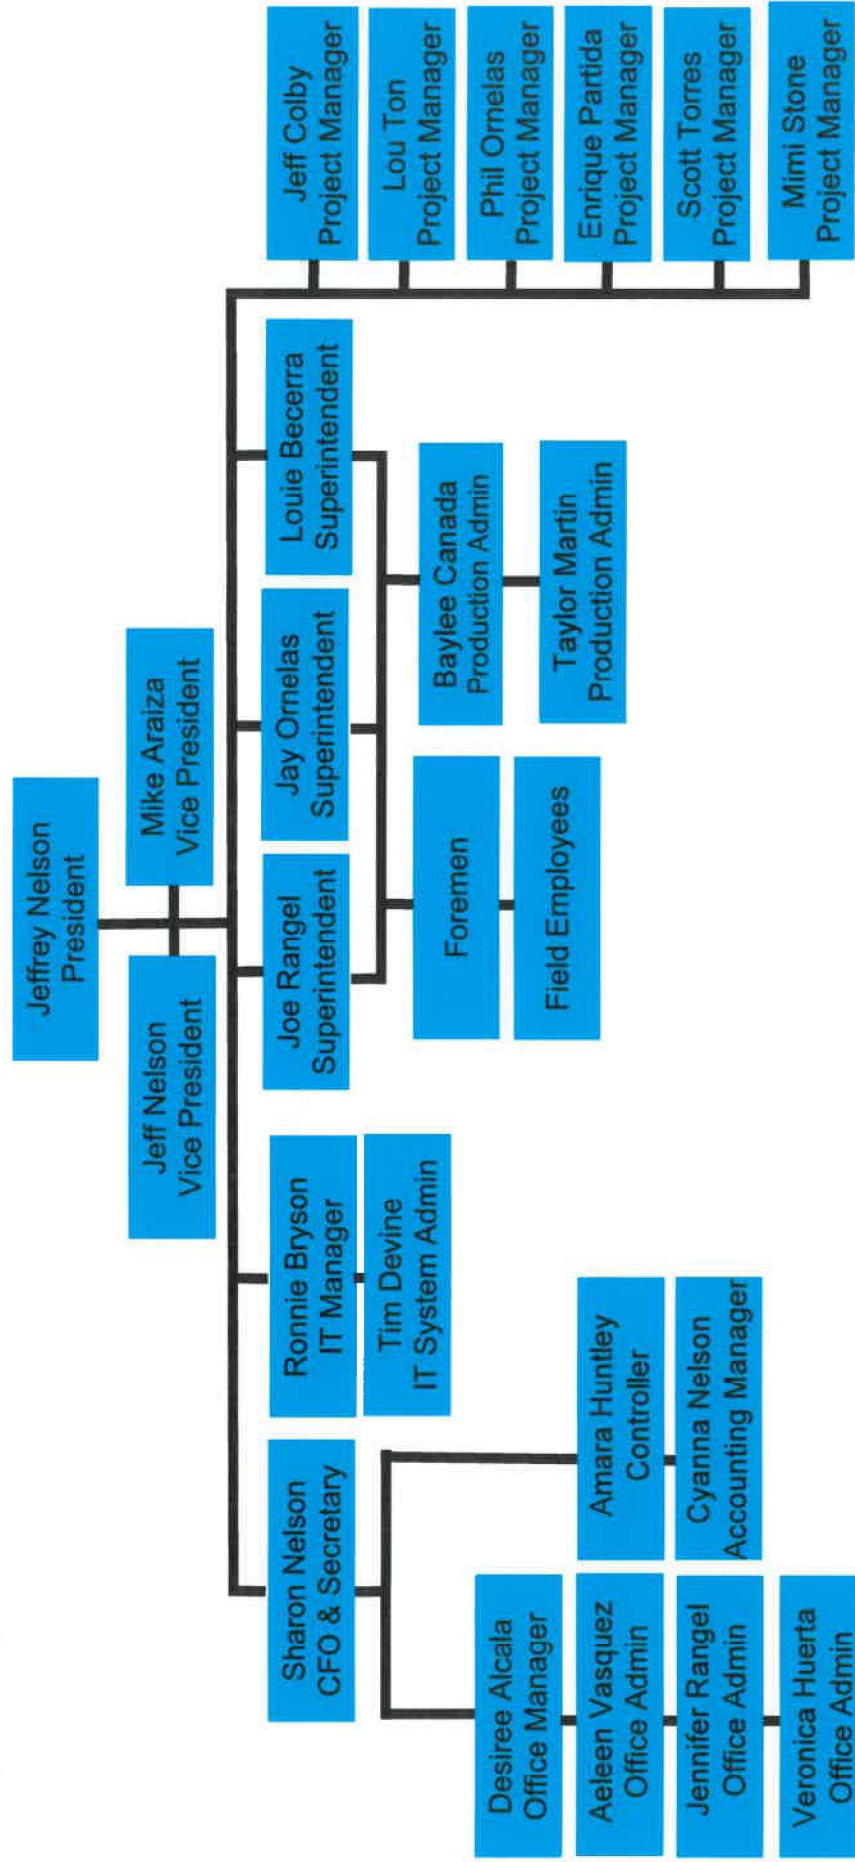 Jeffrey Nelson
President
Jeff Nelson
Vice President
Mike Araiza
Vice President
Sharon Nelson
CFO & Secretary
Ronnie Bryson
IT Manager
Tim Devine
IT System Admin
Joe Rangel
Superintendent
Jay Ornelas
Superintendent
Louie Becerra
Superintendent
Jeff Colby
Project Manager
Lou Ton
Project Manager
Phil Ornelas
Project Manager
Enrique Partida
Project Manager
Scott Torres
Project Manager
Mimi Stone
Project Manager
Foremen
Field Employees
Baylee Canada
Production Admin
Taylor Martin
Production Admin
Desiree Alcala
Office Manager
Aeleen Vasquez
Office Admin
Jennifer Rangel
Office Admin
Veronica Huerta
Office Admin
Amara Huntley
Controller
Cyanna Nelson
Accounting Manager